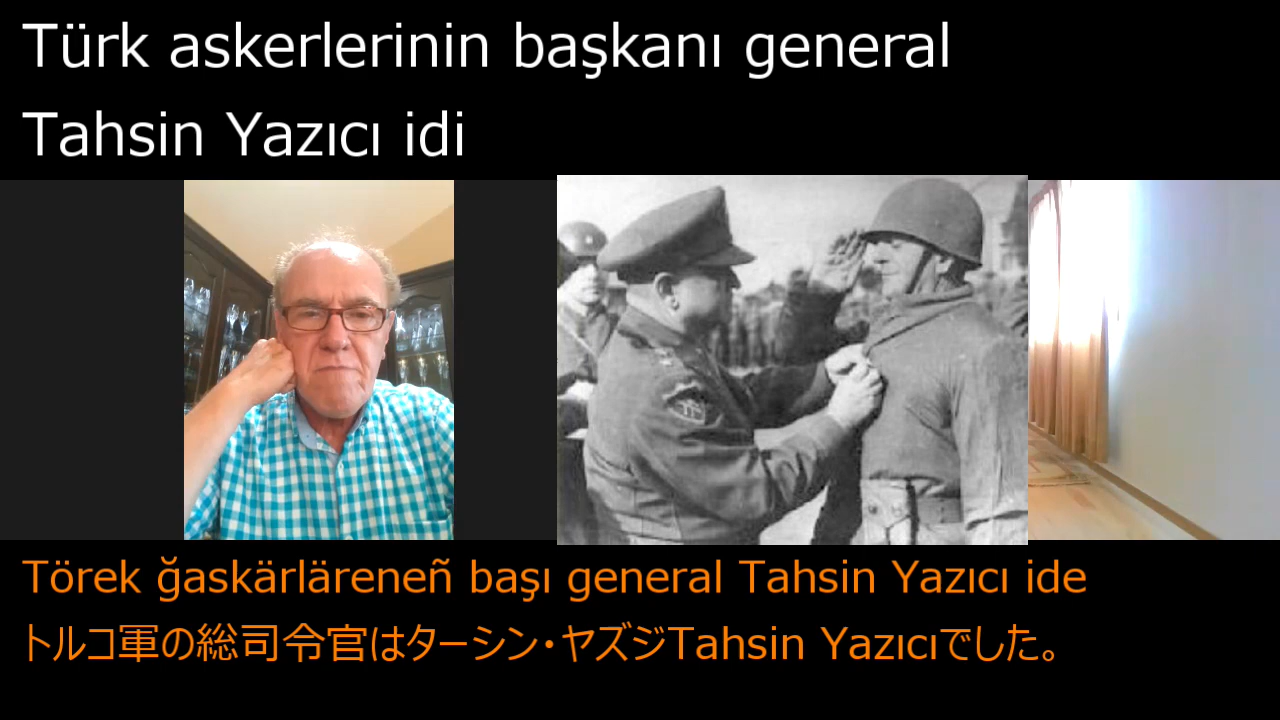 Türk askerlerinin başkanı general
Tahsin Yazıcı idi
Törek ğaskärläreneñ başı general Tahsin Yazıcı ide
トルコ軍の総司令官はターシン・ヤズジTahsin Yazıcıでした。